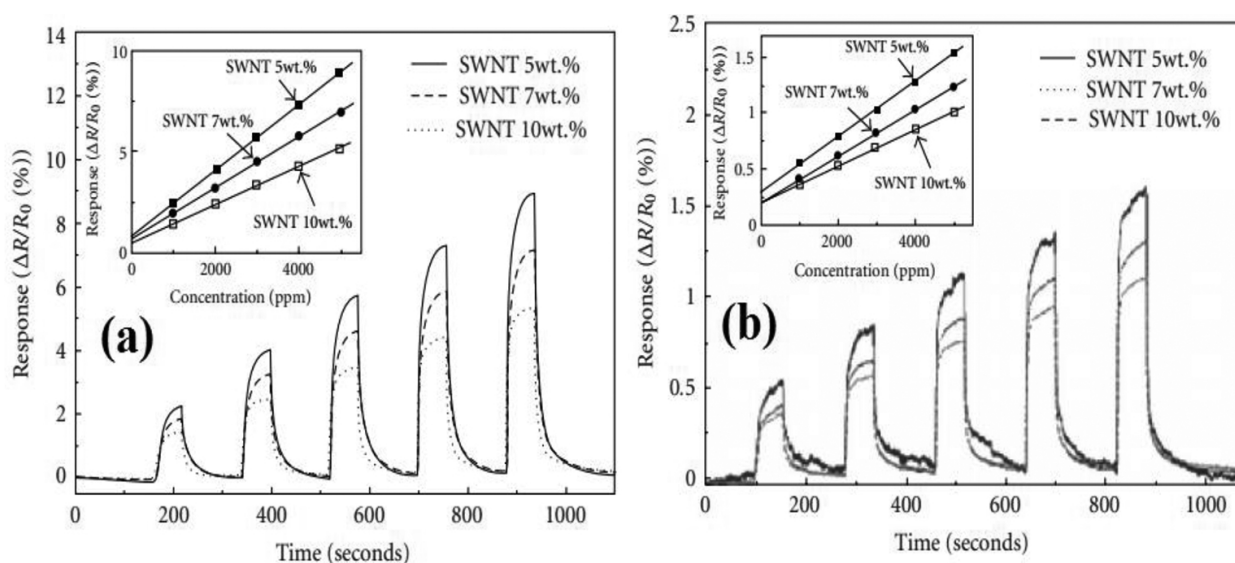 14
12
10
8
6
4
2
0
Response (ΔR/R0 (%))
0
200
400
600
800
1000
Time (seconds)
SWNT 5wt.%
SWNT 7wt.%
SWNT 10wt.%
10
5
0
Response (ΔR/R0 (%))
0
2000
4000
Concentration (ppm)
SWNT 5wt.%
SWNT 7wt.%
SWNT 10wt.%
(a)
2.5
2
1.5
1
0.5
0
Response (ΔR/R0 (%))
0
200
400
600
800
1000
Time (seconds)
SWNT 5wt.%
SWNT 7wt.%
SWNT 10wt.%
1.5
1
0.5
0
Response (ΔR/R0 (%))
0
2000
4000
Concentration (ppm)
SWNT 5wt.%
SWNT 7wt.%
SWNT 10wt.%
(b)